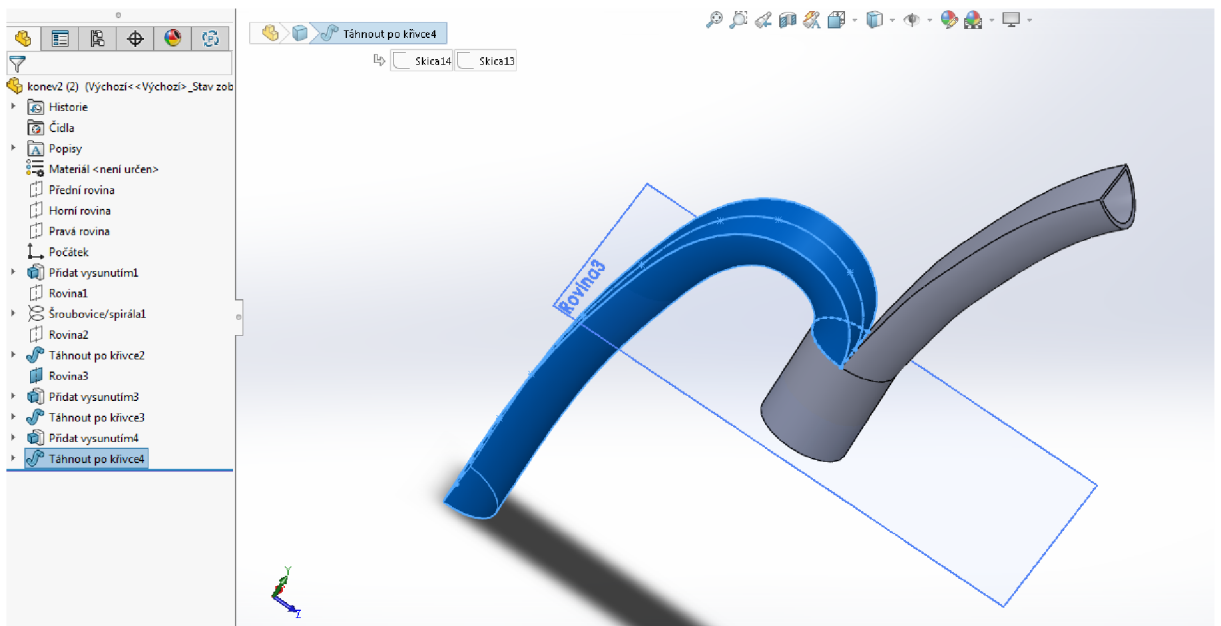 Táhnout po křivce4
Skica14 Skica13
konev2 (2) (Výchozí<<Výchozí>_Stav zob
Historie
Čidla
Popisy
Materiál <není určen>
Přední rovina
Horní rovina
Pravá rovina
Počátek
Přidat vysunutím1
Rovina1
Šroubovice/spirála1
Rovina2
Táhnout po křivce2
Rovina3
Přidat vysunutím3
Táhnout po křivce3
Přidat vysunutím4
Táhnout po křivce4
Rovina3
Y
Z